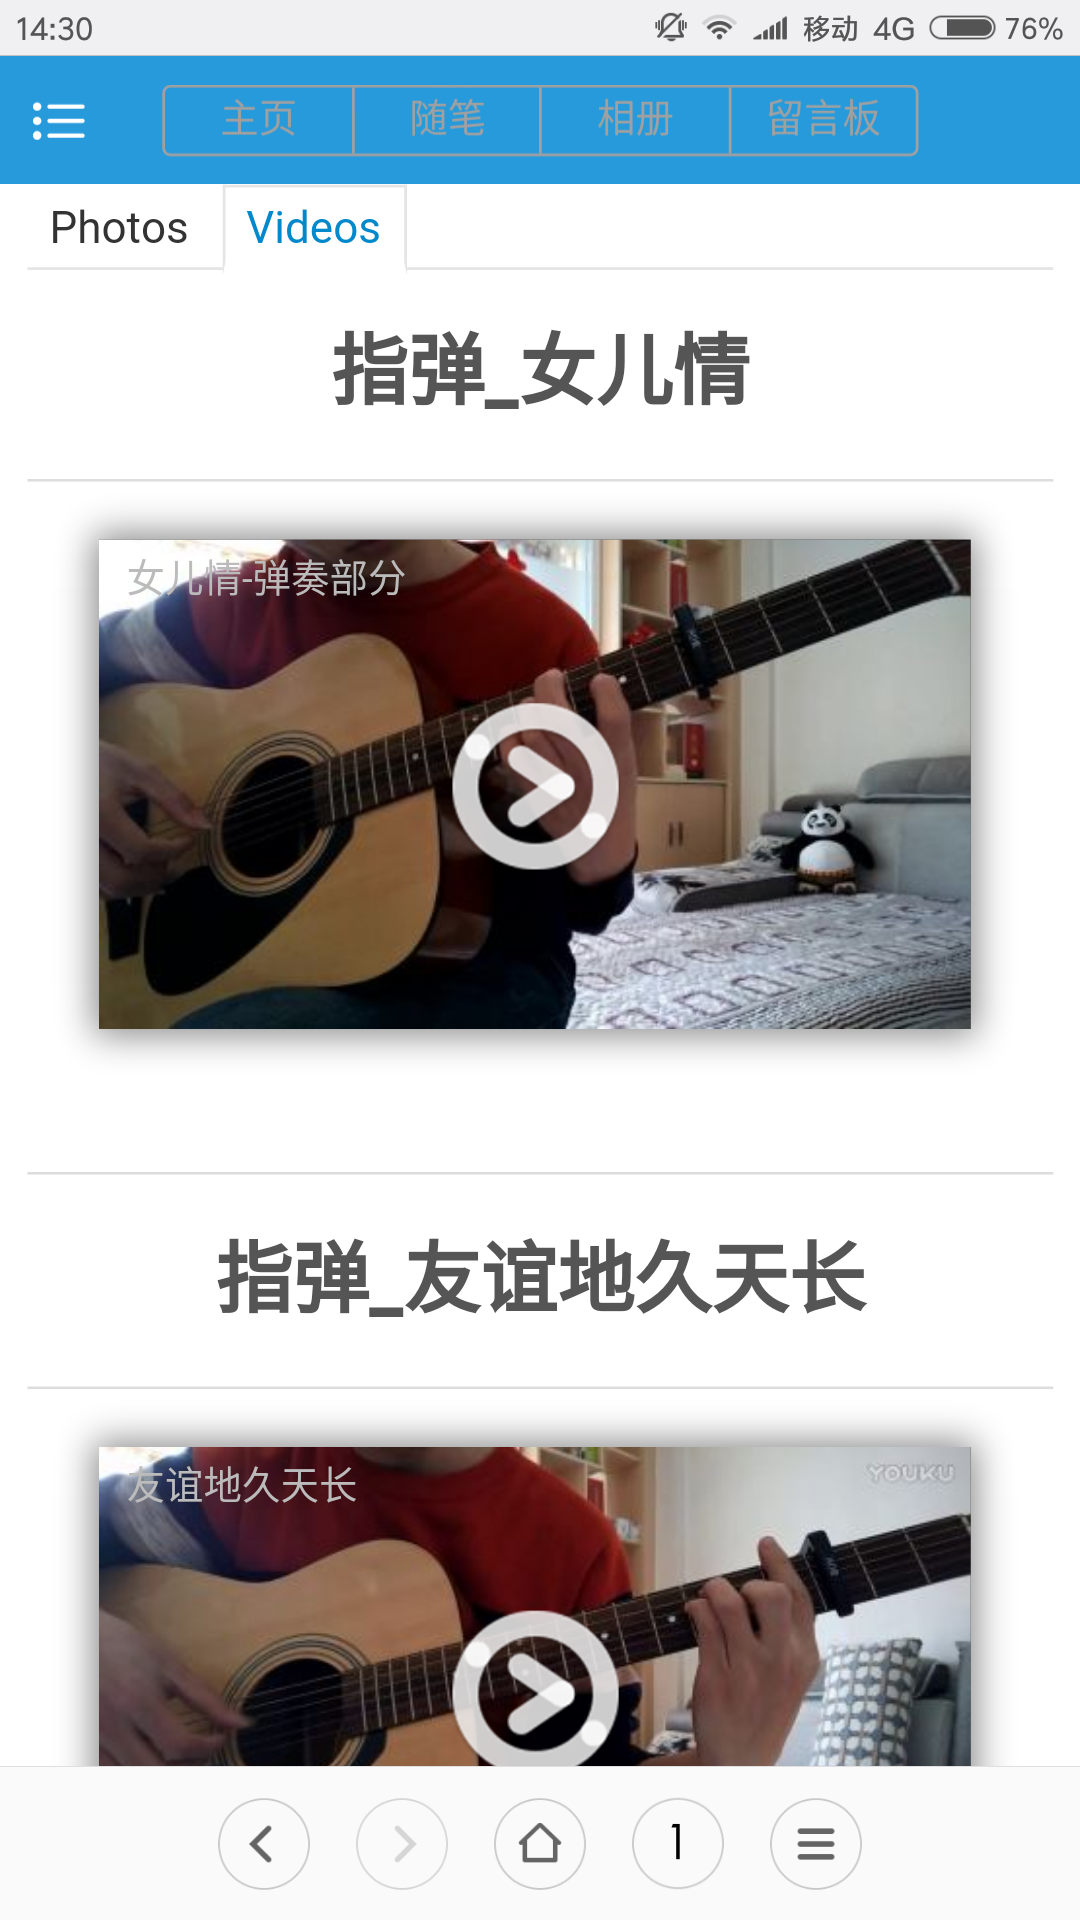 14:30 移动 4G 76%
主页 随笔 相册 留言板
Photos Videos
指弹_女儿情
女儿情-弹奏部分
指弹_友谊地久天长
友谊地久天长 YOUKU
1